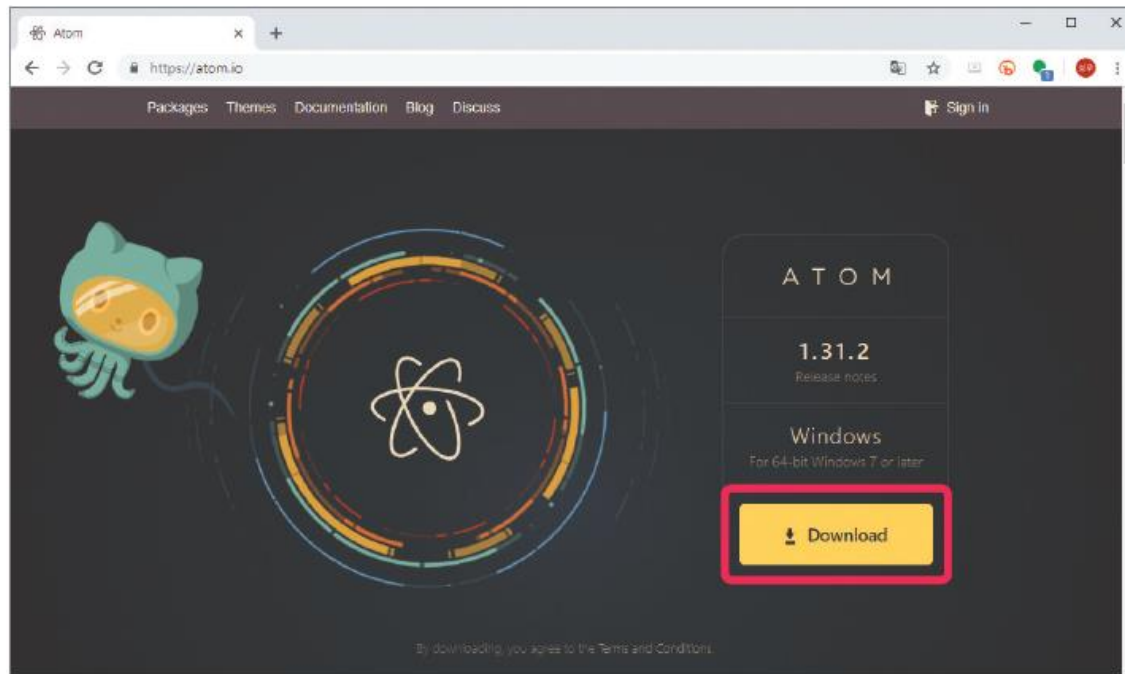 Atom
https://atom.io
Packages Themes Documentation Blog Discuss Sign in
ATOM
1.31.2
Release notes
Windows
For 64-bit Windows 7 or later
Download
By downloading, you agree to the Terms and Conditions.